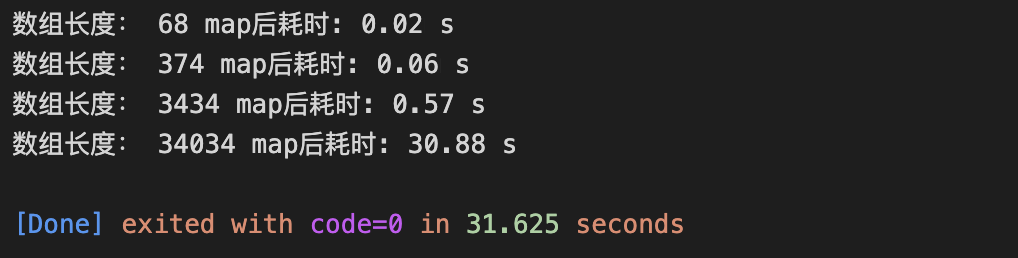 数组长度： 68 map后耗时: 0.02 s
数组长度： 374 map后耗时: 0.06 s
数组长度： 3434 map后耗时: 0.57 s
数组长度： 34034 map后耗时: 30.88 s
[Done] exited with code=0 in 31.625 seconds